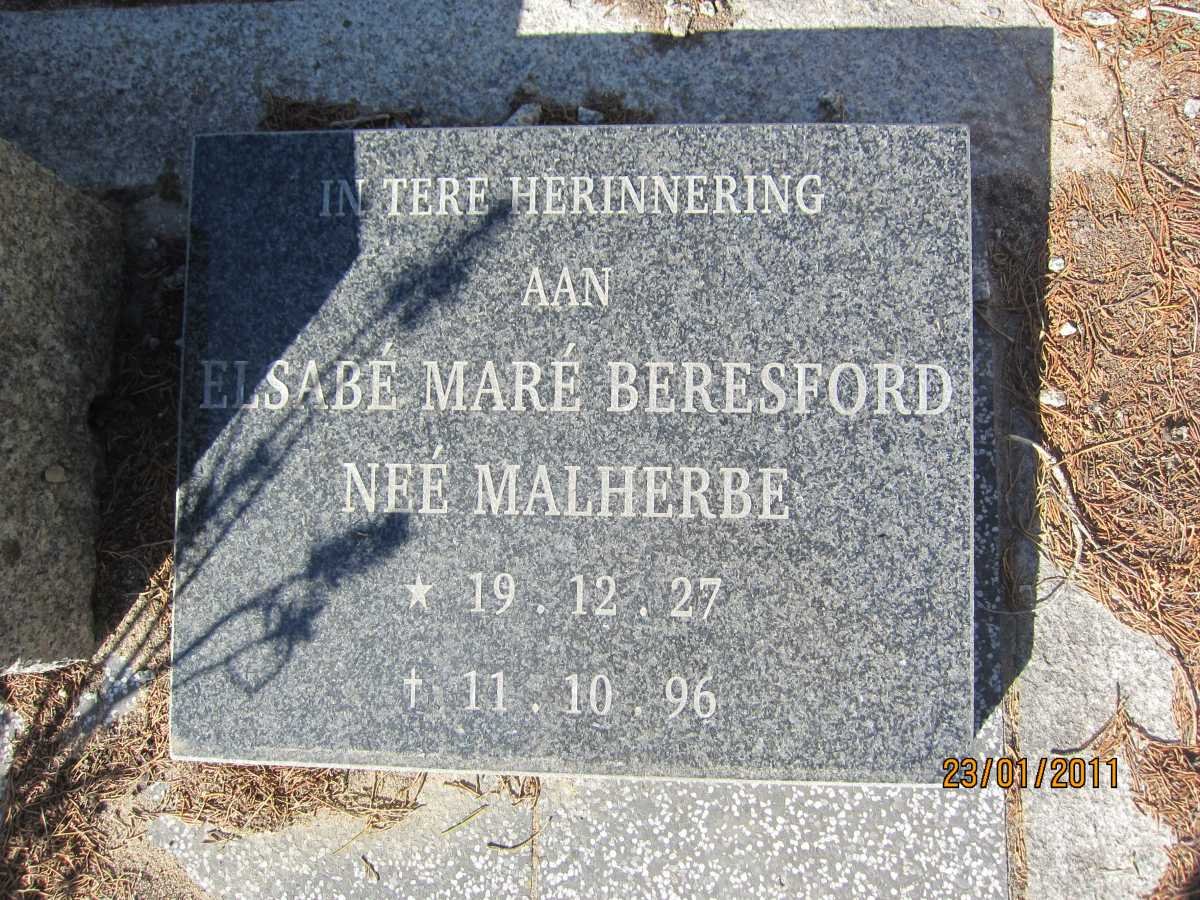 IN TERE HERINNERING
AAN
ELSABÉ MARÉ BERESFORD
NEÉ MALHERBE
★ 19 . 12 . 27
† 11 . 10 . 96
23/01/2011